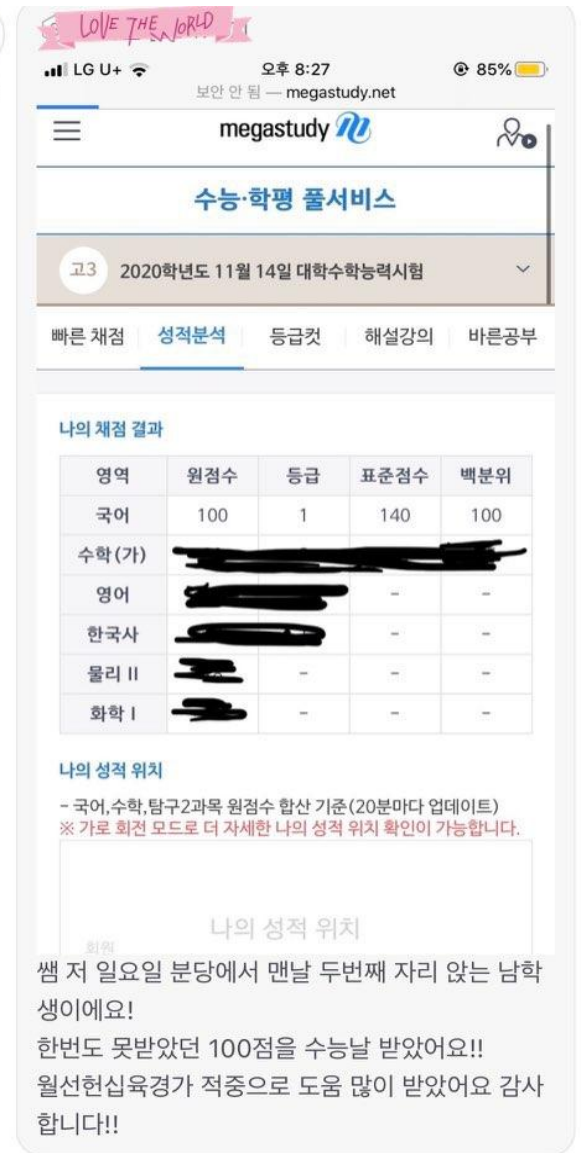 LOVE THE WORLD
LG U+ 오후 8:27 85%
보안 안 됨 — megastudy.net
megastudy
수능·학평 풀서비스
고3 2020학년도 11월 14일 대학수학능력시험
빠른 채점 성적분석 등급컷 해설강의 바른공부
나의 채점 결과
영역 원점수 등급 표준점수 백분위
국어 100 1 140 100
수학(가)
영어 - -
한국사 - -
물리 II - - -
화학 I - - -
나의 성적 위치
- 국어,수학,탐구2과목 원점수 합산 기준(20분마다 업데이트)
※ 가로 회전 모드로 더 자세한 나의 성적 위치 확인이 가능합니다.
나의 성적 위치
회원
쌤 저 일요일 분당에서 맨날 두번째 자리 앉는 남학
생이에요!
한번도 못받았던 100점을 수능날 받았어요!!
월선헌십육경가 적중으로 도움 많이 받았어요 감사
합니다!!